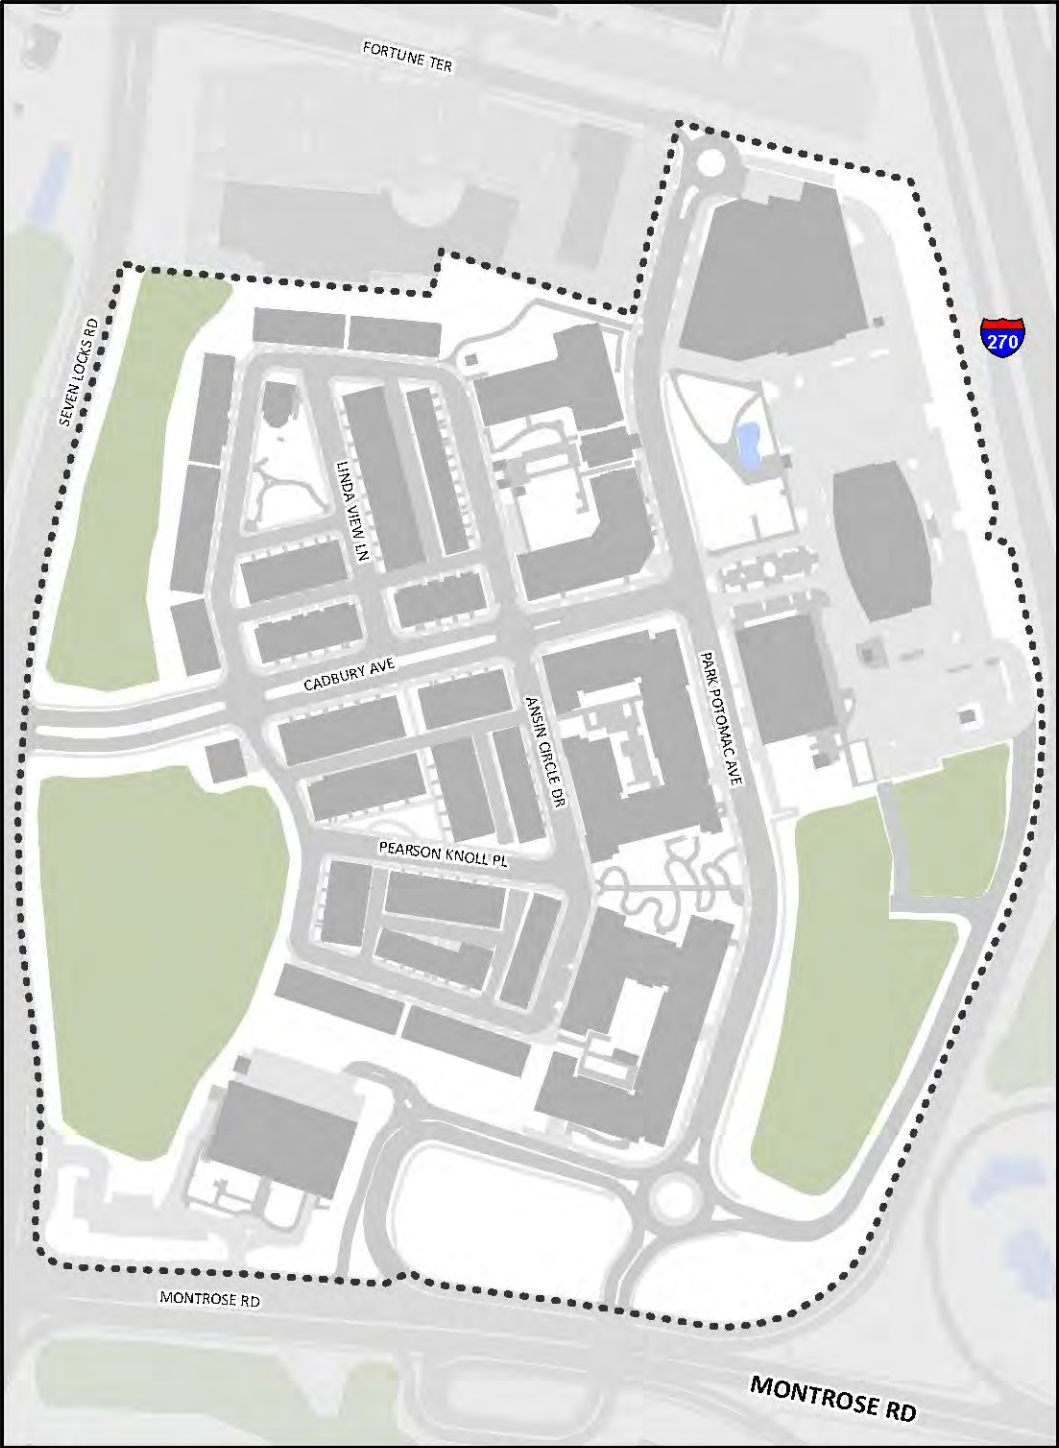 FORTUNE TER
SEVEN LOCKS RD
270
LINDA VIEW LN
CADBURY AVE
PARK POTOMAC AVE
ANSIN CIRCLE DR
PEARSON KNOLL PL
MONTROSE RD
MONTROSE RD